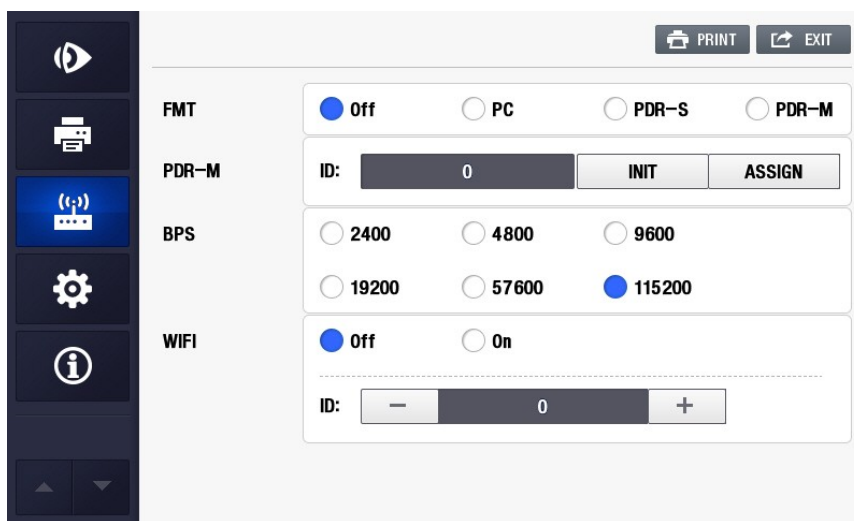 PRINT EXIT
FMT Off PC PDR-S PDR-M
PDR-M ID: 0 INIT ASSIGN
BPS 2400 4800 9600
19200 57600 115200
WIFI Off On
ID: − 0 +